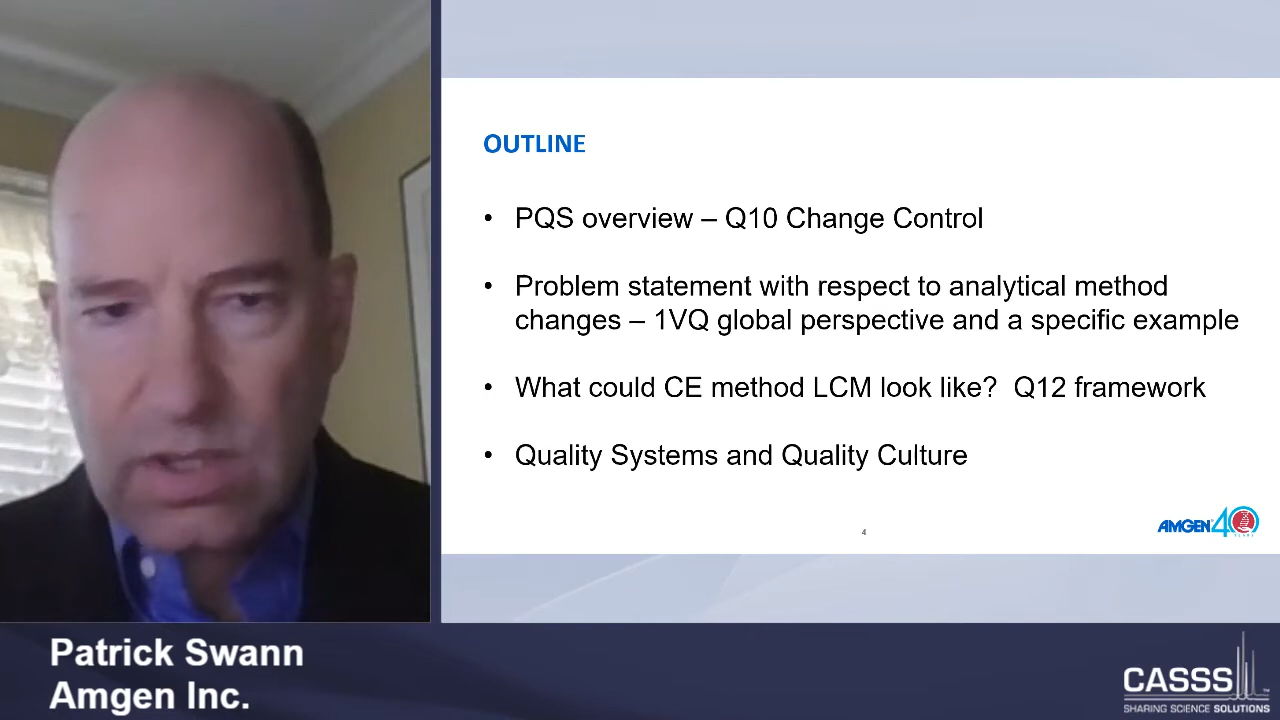 OUTLINE
• PQS overview – Q10 Change Control
• Problem statement with respect to analytical method
changes – 1VQ global perspective and a specific example
• What could CE method LCM look like?  Q12 framework
• Quality Systems and Quality Culture
4
AMGEN 40
YEARS
Patrick Swann
Amgen Inc.
CASSS
SHARING SCIENCE SOLUTIONS